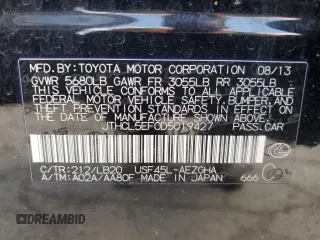 MFD. BY: TOYOTA MOTOR CORPORATION 08/13
GVWR 5680LB GAWR FR 3055LB RR 3055LB
THIS VEHICLE CONFORMS TO ALL APPLICABLE
FEDERAL MOTOR VEHICLE SAFETY, BUMPER, AND
THEFT PREVENTION STANDARDS IN EFFECT ON
THE DATE OF MANUFACTURE SHOWN ABOVE.
JTHCL5EFCD5019427 PASS.CAR
C/TR:212/LB20 USF45L-AEZGHA
A/TM:A02A/AA80F MADE IN JAPAN 666
DREAMBID